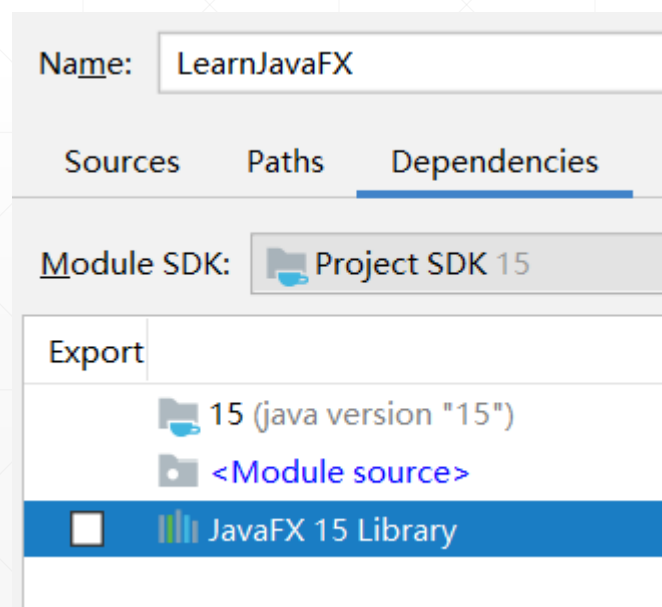 Name: LearnJavaFX
Sources Paths Dependencies
Module SDK: Project SDK 15
Export
15 (java version "15")
<Module source>
JavaFX 15 Library